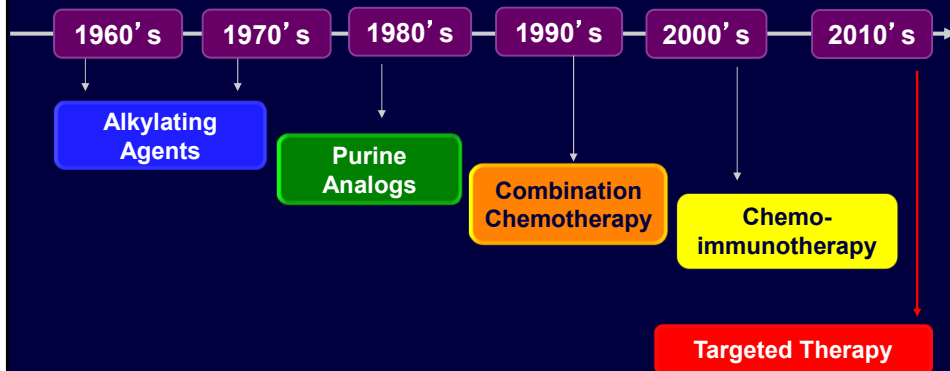 1960’s 1970’s 1980’s 1990’s 2000’s 2010’s
Alkylating
Agents
Purine
Analogs
Combination
Chemotherapy
Chemo-
immunotherapy
Targeted Therapy